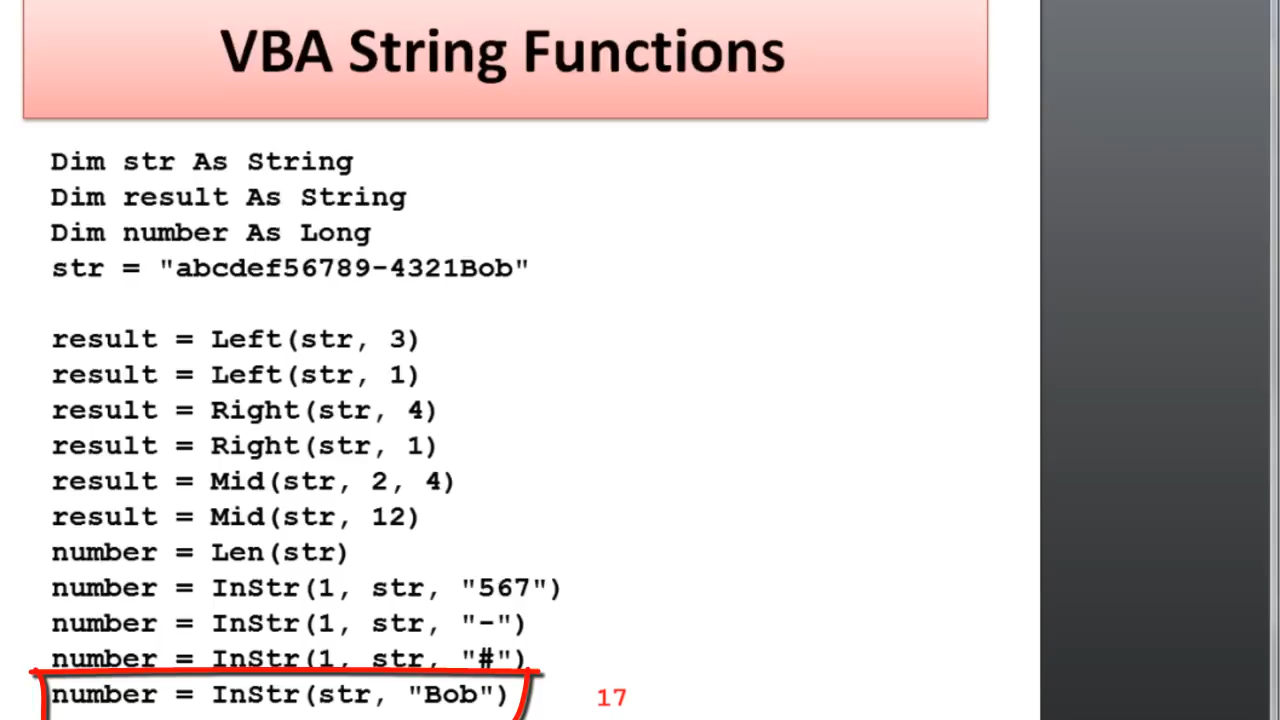 VBA String Functions
Dim str As String
Dim result As String
Dim number As Long
str = "abcdef56789-4321Bob"
result = Left(str, 3)
result = Left(str, 1)
result = Right(str, 4)
result = Right(str, 1)
result = Mid(str, 2, 4)
result = Mid(str, 12)
number = Len(str)
number = InStr(1, str, "567")
number = InStr(1, str, "-")
number = InStr(1, str, "#")
number = InStr(str, "Bob") 17